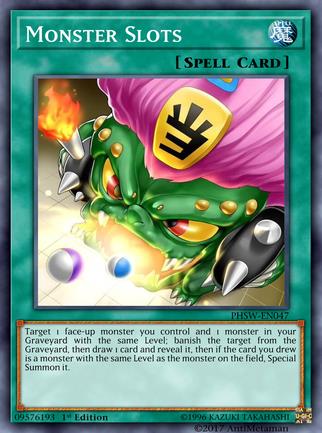 Monster Slots
[Spell Card]
当
PHSW-EN047
Target 1 face-up monster you control and 1 monster in your
Graveyard with the same Level; banish the target from
the Graveyard, then draw 1 card and reveal it, then if the card you drew
is a monster with the same Level as the monster on the field, Special
Summon it.
09576193 1st Edition ©1996 KAZUKI TAKAHASHI
©2017 AntiMetaman